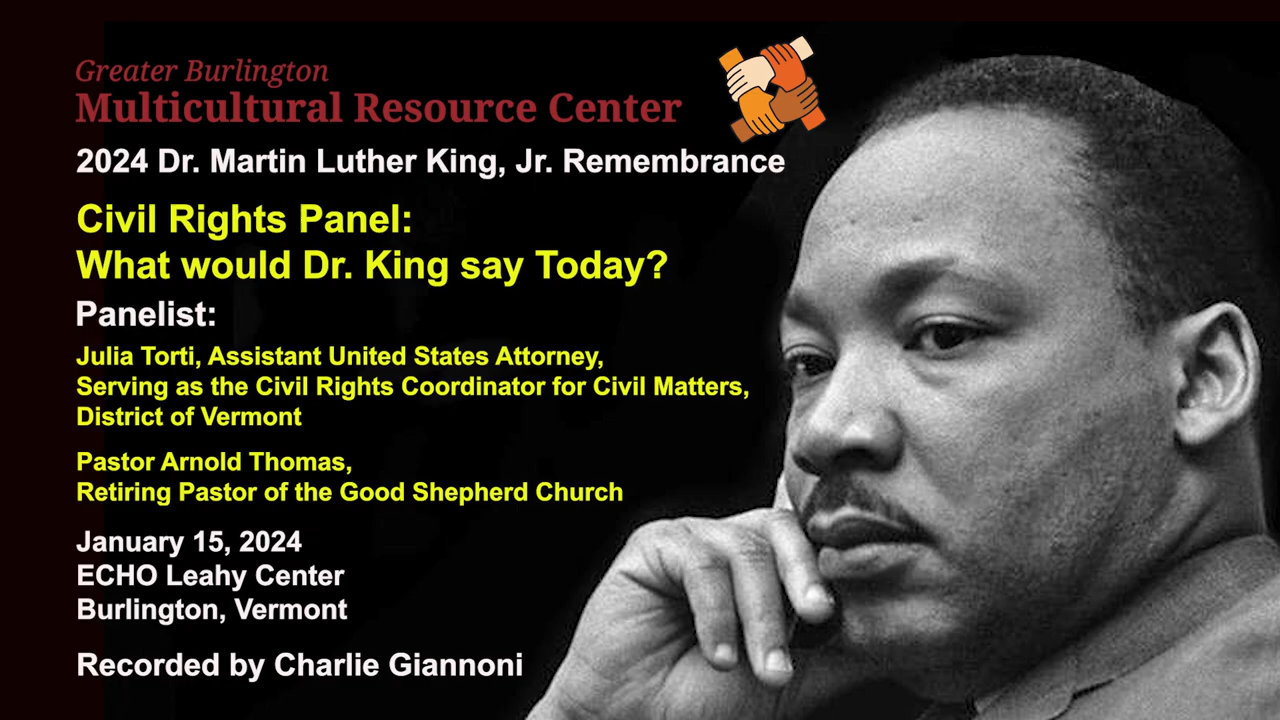 Greater Burlington
Multicultural Resource Center
2024 Dr. Martin Luther King, Jr. Remembrance
Civil Rights Panel:
What would Dr. King say Today?
Panelist:
Julia Torti, Assistant United States Attorney,
Serving as the Civil Rights Coordinator for Civil Matters,
District of Vermont
Pastor Arnold Thomas,
Retiring Pastor of the Good Shepherd Church
January 15, 2024
ECHO Leahy Center
Burlington, Vermont
Recorded by Charlie Giannoni